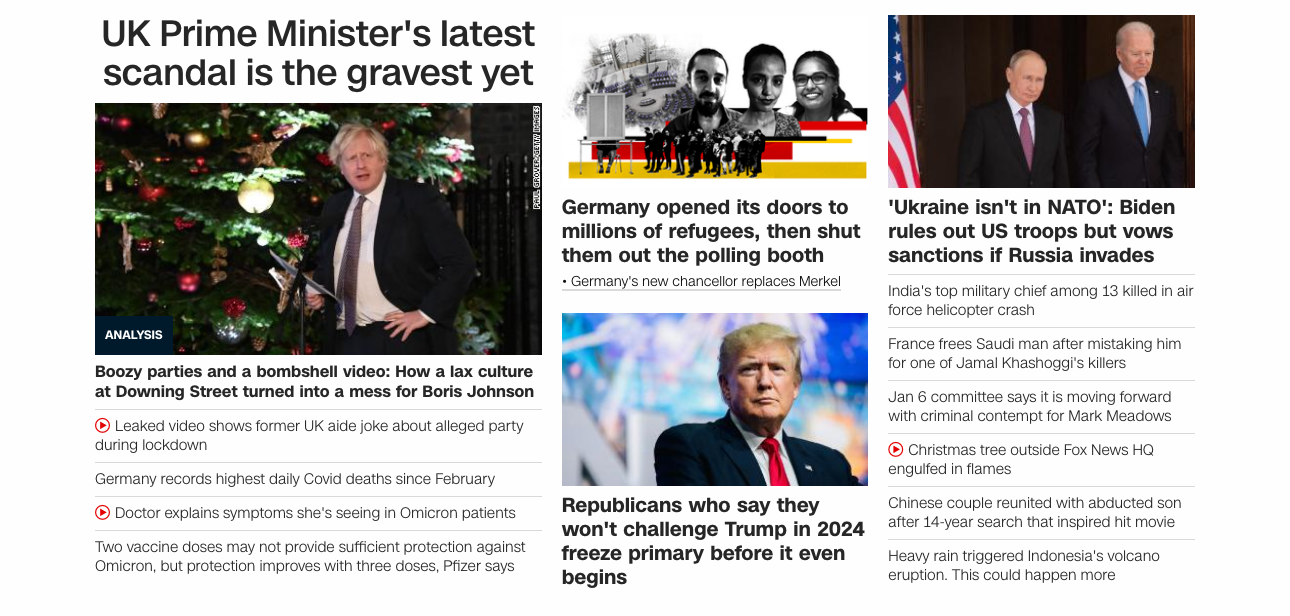 UK Prime Minister's latest
scandal is the gravest yet
PAUL GROVER/GETTY IMAGES
ANALYSIS
Boozy parties and a bombshell video: How a lax culture
at Downing Street turned into a mess for Boris Johnson
Leaked video shows former UK aide joke about alleged party
during lockdown
Germany records highest daily Covid deaths since February
Doctor explains symptoms she's seeing in Omicron patients
Two vaccine doses may not provide sufficient protection against
Omicron, but protection improves with three doses, Pfizer says
Germany opened its doors to
millions of refugees, then shut
them out the polling booth
• Germany's new chancellor replaces Merkel
Republicans who say they
won't challenge Trump in 2024
freeze primary before it even
begins
'Ukraine isn't in NATO': Biden
rules out US troops but vows
sanctions if Russia invades
India's top military chief among 13 killed in air
force helicopter crash
France frees Saudi man after mistaking him
for one of Jamal Khashoggi's killers
Jan 6 committee says it is moving forward
with criminal contempt for Mark Meadows
Christmas tree outside Fox News HQ
engulfed in flames
Chinese couple reunited with abducted son
after 14-year search that inspired hit movie
Heavy rain triggered Indonesia's volcano
eruption. This could happen more